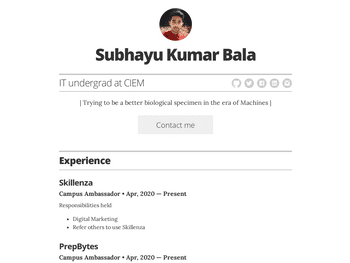 Subhayu Kumar Bala
IT undergrad at CIEM
| Trying to be a better biological specimen in the era of Machines |
Contact me
Experience
Skillenza
Campus Ambassador • Apr, 2020 — Present
Responsibilities held
• Digital Marketing
• Refer others to use Skillenza
PrepBytes
Campus Ambassador • Apr, 2020 — Present